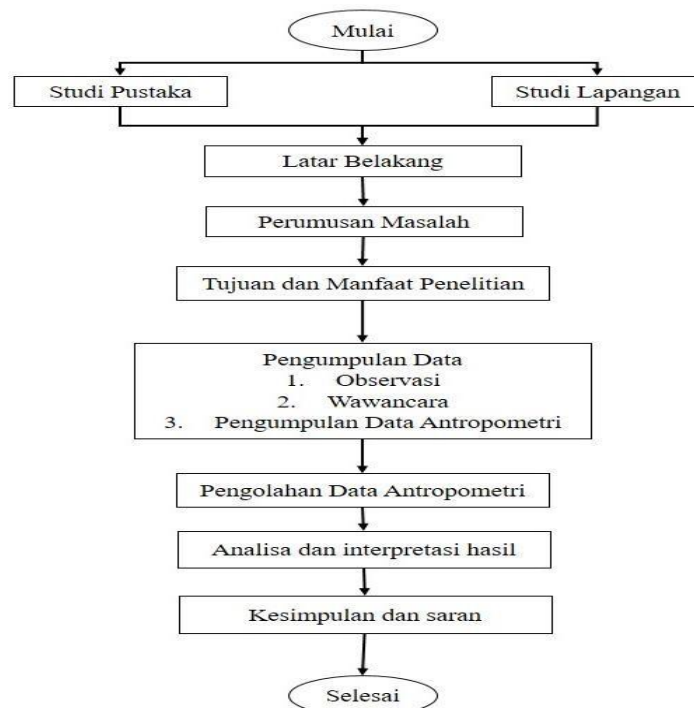 Mulai
Studi Pustaka
Studi Lapangan
Latar Belakang
Perumusan Masalah
Tujuan dan Manfaat Penelitian
Pengumpulan Data
1. Observasi
2. Wawancara
3. Pengumpulan Data Antropometri
Pengolahan Data Antropometri
Analisa dan interpretasi hasil
Kesimpulan dan saran
Selesai